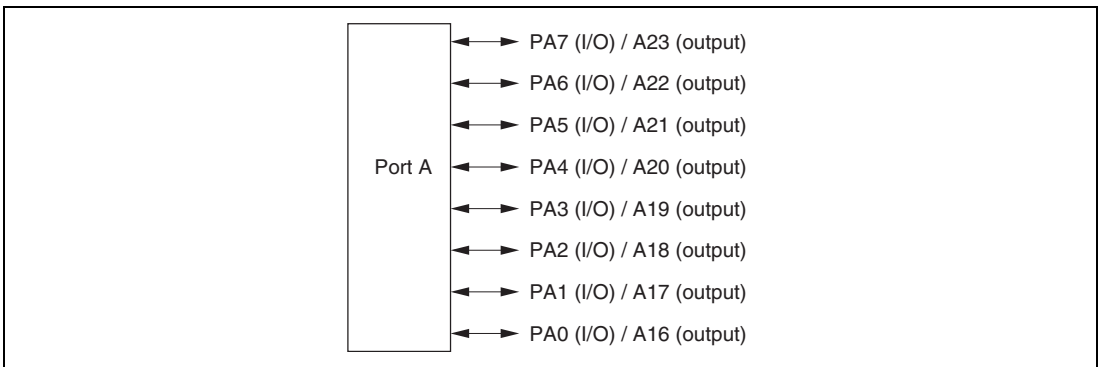 PA7 (I/O) / A23 (output)
PA6 (I/O) / A22 (output)
PA5 (I/O) / A21 (output)
Port A
PA4 (I/O) / A20 (output)
PA3 (I/O) / A19 (output)
PA2 (I/O) / A18 (output)
PA1 (I/O) / A17 (output)
PA0 (I/O) / A16 (output)